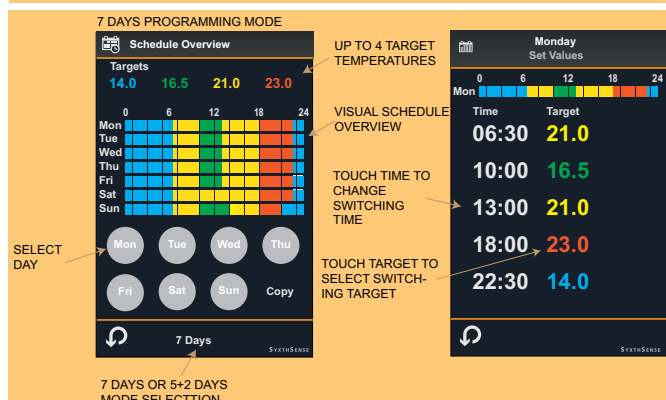 7 DAYS PROGRAMMING MODE
Schedule Overview
Targets
14.0 16.5 21.0 23.0
0 6 12 18 24
Mon
Tue
Wed
Thu
Fri
Sat
Sun
Mon Tue Wed Thu
Fri Sat Sun Copy
7 Days
SYXTHSENSE
SELECT
DAY
7 DAYS OR 5+2 DAYS
MODE SELECTTION
UP TO 4 TARGET
TEMPERATURES
VISUAL SCHEDULE
OVERVIEW
TOUCH TIME TO
CHANGE
SWITCHING
TIME
TOUCH TARGET TO
SELECT SWITCH-
ING TARGET
Monday
Set Values
0 6 12 18 24
Mon
Time Target
06:30 21.0
10:00 16.5
13:00 21.0
18:00 23.0
22:30 14.0
SYXTHSENSE